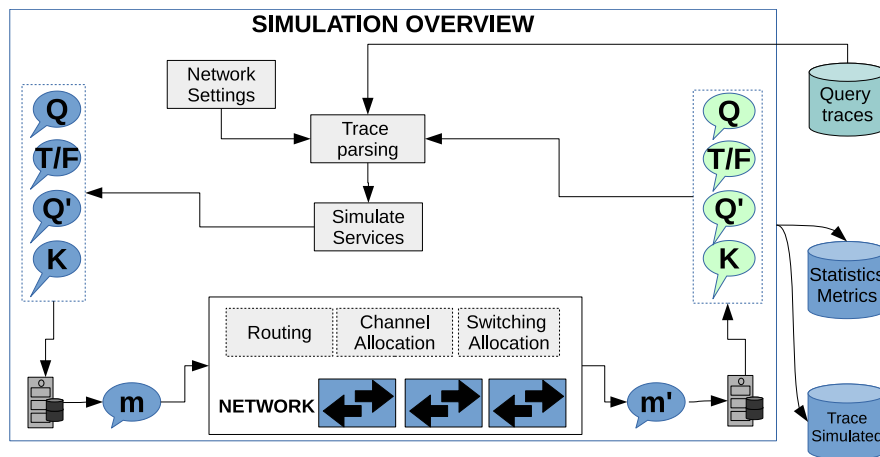 SIMULATION OVERVIEW
Network
Settings
Trace
parsing
Simulate
Services
Q
T/F
Q'
K
Q
T/F
Q'
K
Query
traces
Statistics
Metrics
Trace
Simulated
Routing
Channel
Allocation
Switching
Allocation
NETWORK
m
m'